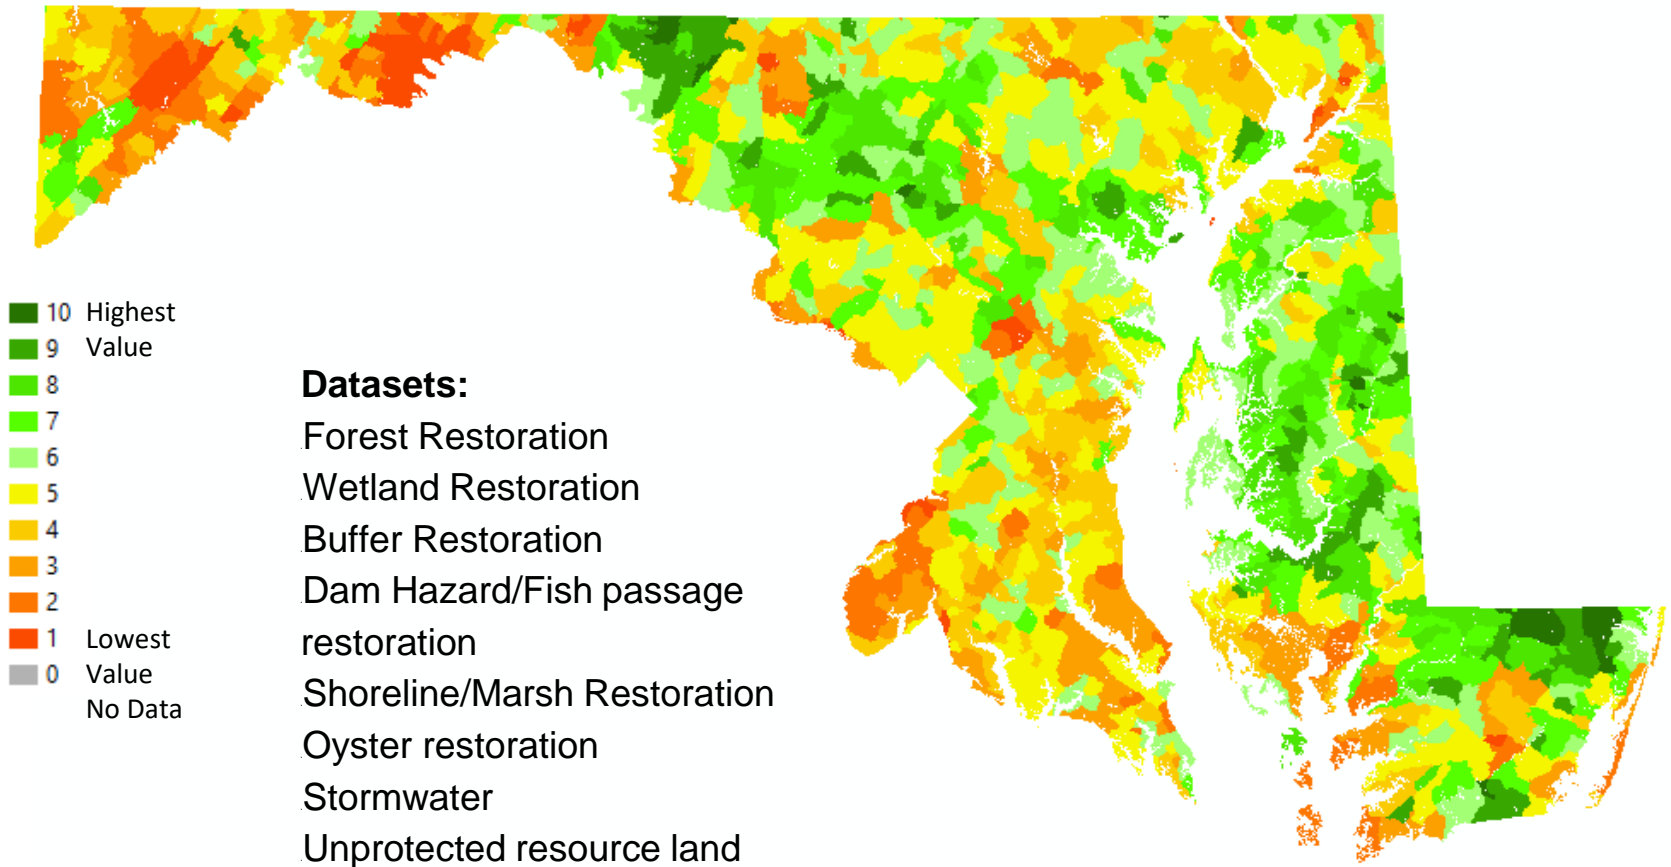 10 Highest
9 Value
8
7
6
5
4
3
2
1 Lowest
0 Value
No Data
Datasets:
Forest Restoration
Wetland Restoration
Buffer Restoration
Dam Hazard/Fish passage
restoration
Shoreline/Marsh Restoration
Oyster restoration
Stormwater
Unprotected resource land